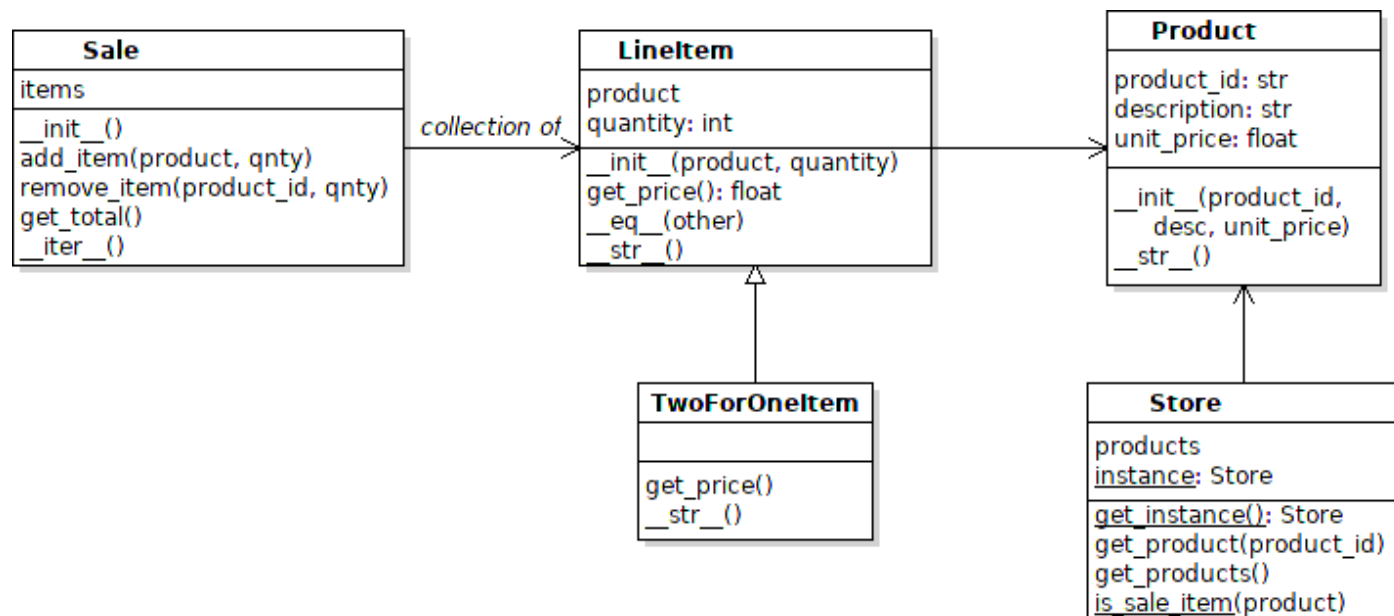 Sale
items
__init__()
add_item(product, qnty)
remove_item(product_id, qnty)
get_total()
__iter__()
collection of
LineItem
product
quantity: int
__init__(product, quantity)
get_price(): float
__eq__(other)
__str__()
Product
product_id: str
description: str
unit_price: float
__init__(product_id,
desc, unit_price)
__str__()
TwoForOneItem
get_price()
__str__()
Store
products
instance: Store
get_instance(): Store
get_product(product_id)
get_products()
is_sale_item(product)